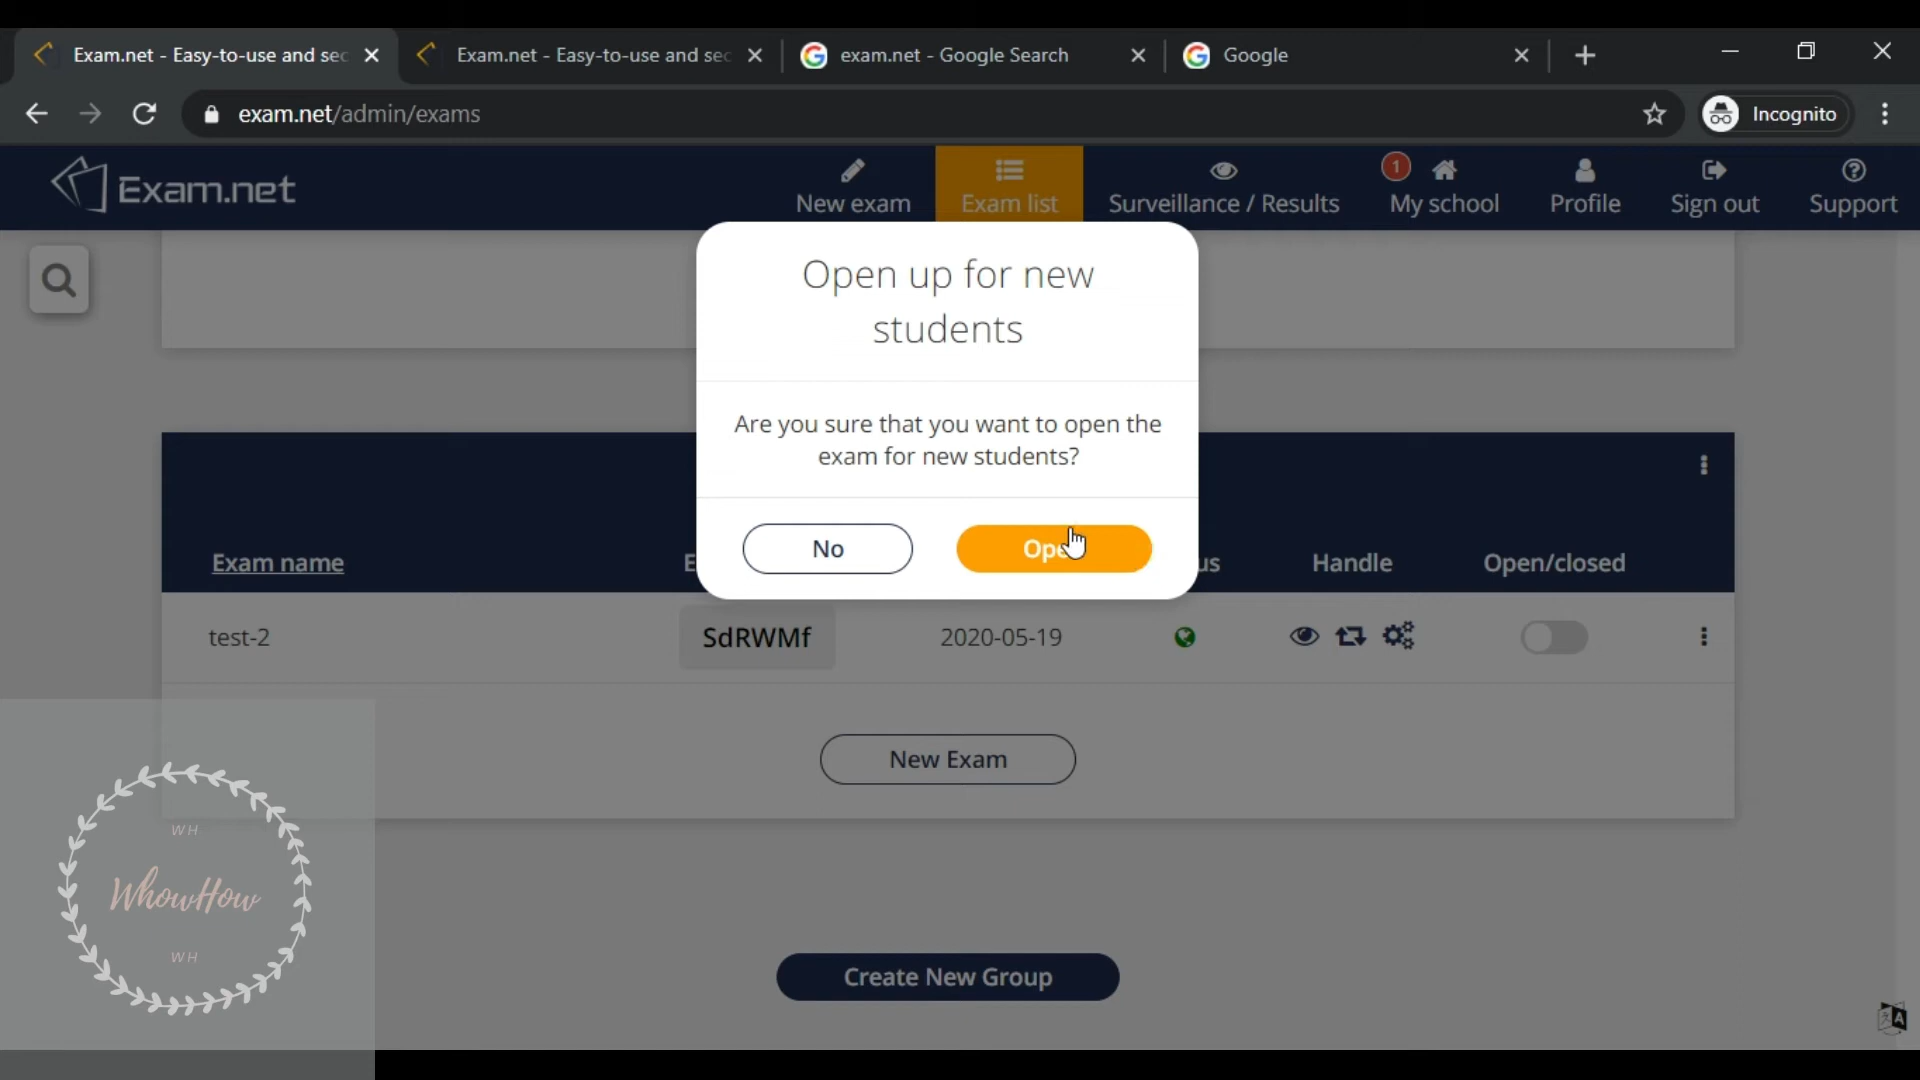 Exam.net - Easy-to-use and sec
Exam.net - Easy-to-use and sec
exam.net - Google Search
Google
exam.net/admin/exams
Incognito
Exam.net
New exam
Exam list
Surveillance / Results
1
My school
Profile
Sign out
Support
Open up for new
students
Are you sure that you want to open the
exam for new students?
No
Ope
Exam name
E
us
Handle
Open/closed
test-2
SdRWMf
2020-05-19
New Exam
WH
WhowHow
WH
Create New Group